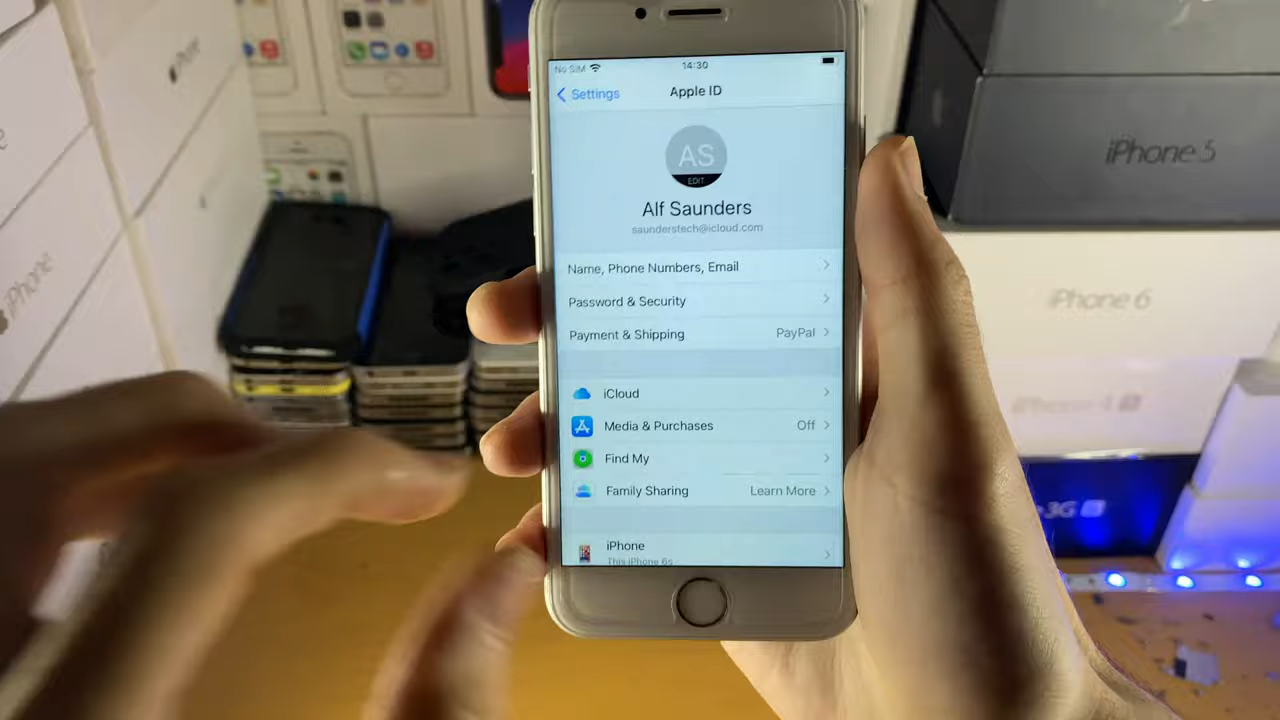 No SIM 14:30
Settings Apple ID
AS
EDIT
Alf Saunders
saunderstech@icloud.com
Name, Phone Numbers, Email
Password & Security
Payment & Shipping PayPal
iCloud
Media & Purchases Off
Find My
Family Sharing Learn More
iPhone
This iPhone 6s
iPhone
iPhone
iPhone 5
iPhone 6
iPhone 4 S
3G S